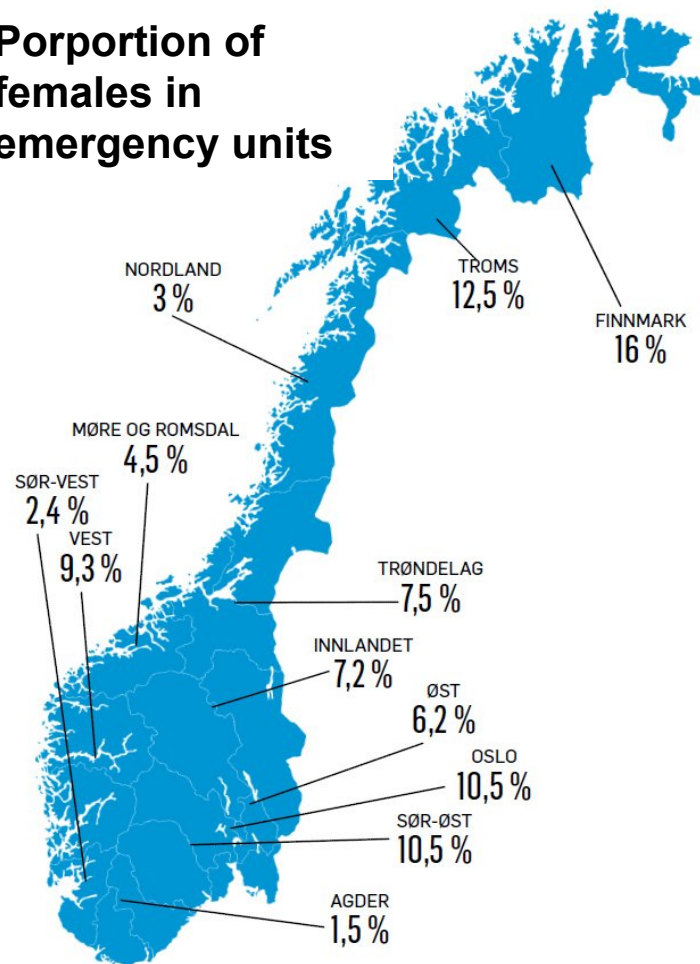 Porportion of
females in
emergency units
NORDLAND
3 %
TROMS
12,5 %
FINNMARK
16 %
MØRE OG ROMSDAL
4,5 %
SØR-VEST
2,4 %
VEST
9,3 %
TRØNDELAG
7,5 %
INNLANDET
7,2 %
ØST
6,2 %
OSLO
10,5 %
SØR-ØST
10,5 %
AGDER
1,5 %